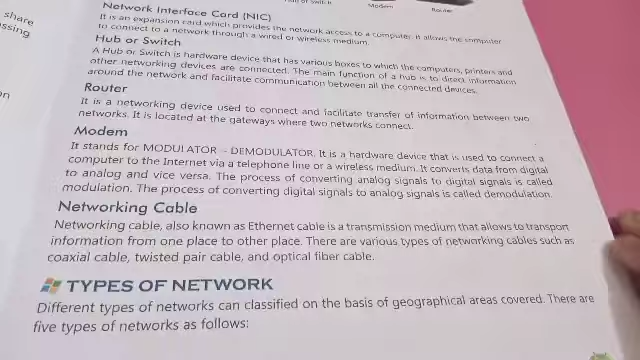 share
Hub or Switch
Modem
Router
Network Interface Card (NIC)
It is an expansion card which provides the network access to a computer. It allows the computer
to connect to a network through a wired or wireless medium.
Hub or Switch
A Hub or Switch is hardware device that has various boxes to which the computers, printers and
other networking devices are connected. The main function of a hub is to direct information
around the network and facilitate communication between all the connected devices.
Router
It is a networking device used to connect and facilitate transfer of information between two
networks. It is located at the gateways where two networks connect.
Modem
It stands for MODULATOR – DEMODULATOR. It is a hardware device that is used to connect a
computer to the Internet via a telephone line or a wireless medium. It converts data from digital
to analog and vice versa. The process of converting analog signals to digital signals is called
modulation. The process of converting digital signals to analog signals is called demodulation.
Networking Cable
Networking cable, also known as Ethernet cable is a transmission medium that allows to transport
information from one place to other place. There are various types of networking cables such as
coaxial cable, twisted pair cable, and optical fiber cable.
TYPES OF NETWORK
Different types of networks can classified on the basis of geographical areas covered. There are
five types of networks as follows: